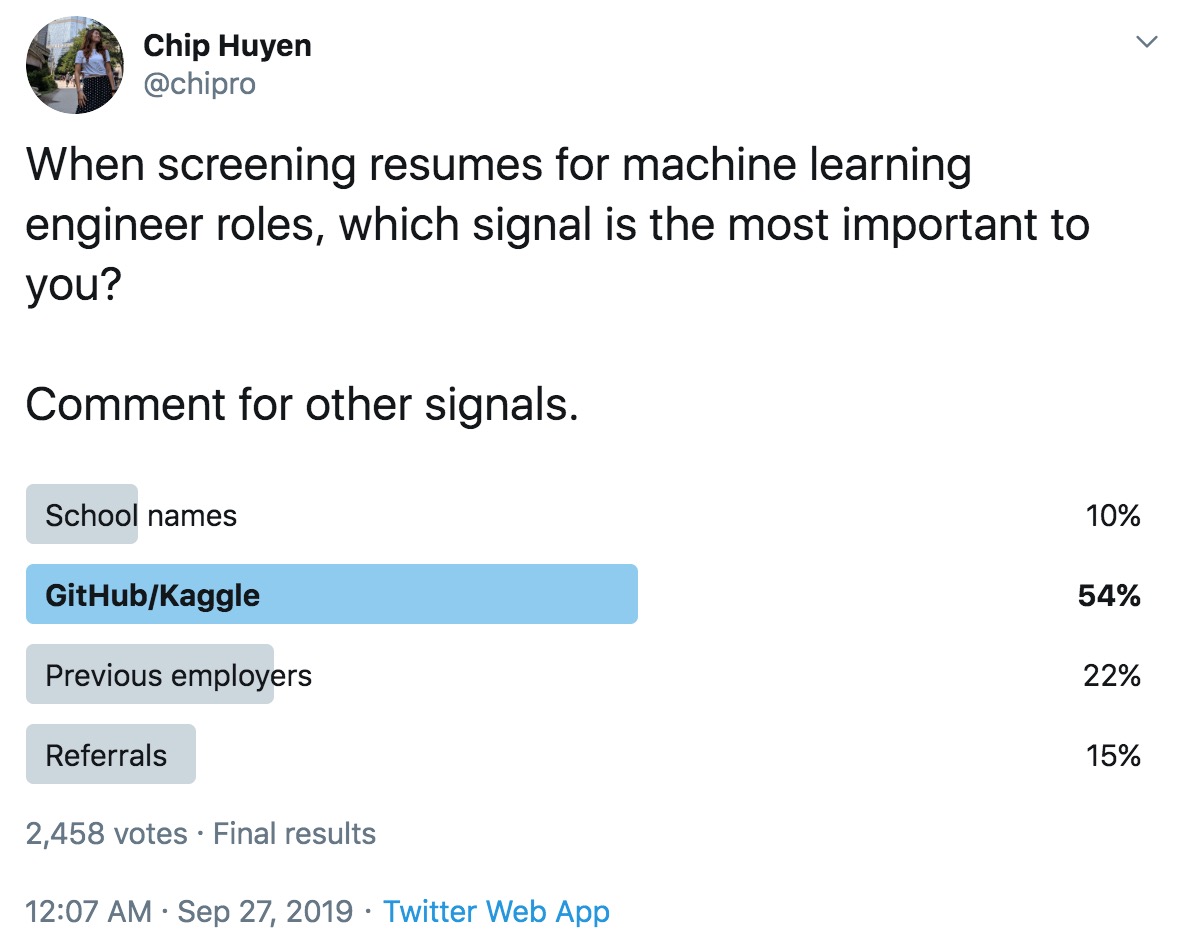 Chip Huyen
@chipro
When screening resumes for machine learning
engineer roles, which signal is the most important to
you?
Comment for other signals.
School names 10%
GitHub/Kaggle 54%
Previous employers 22%
Referrals 15%
2,458 votes · Final results
12:07 AM · Sep 27, 2019 · Twitter Web App